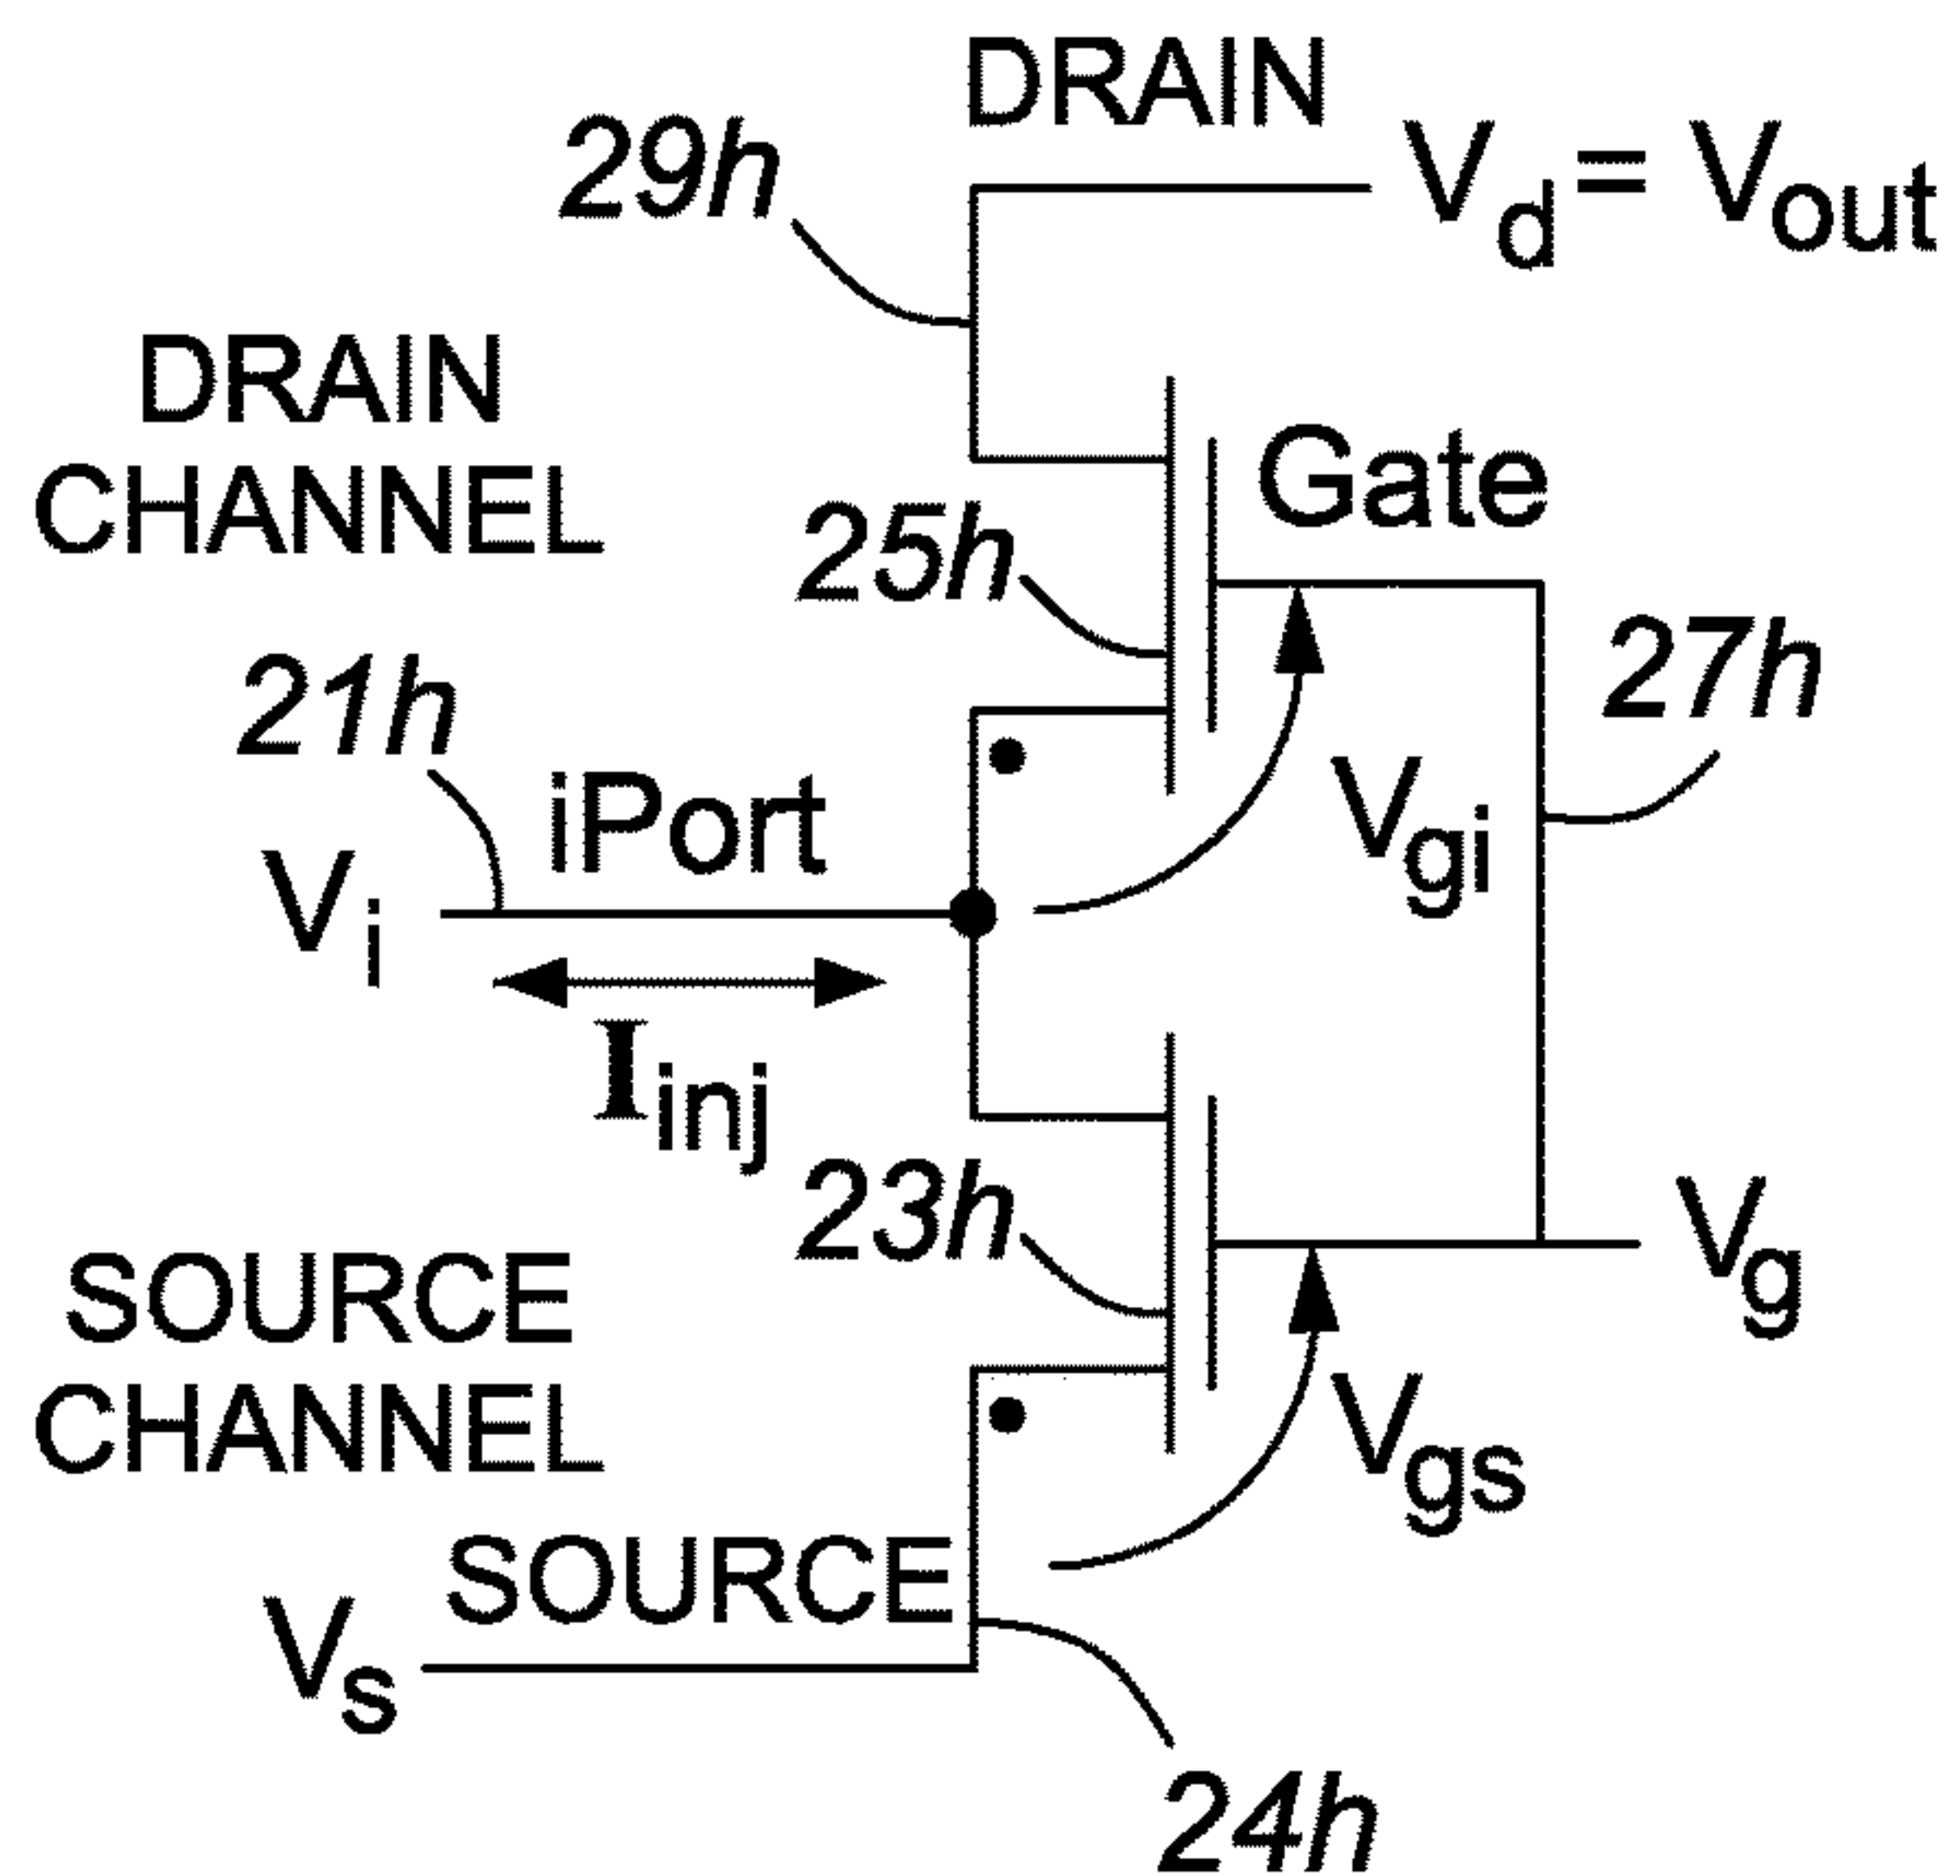 DRAIN
29h
Vd = Vout
DRAIN
CHANNEL
Gate
25h
21h
27h
iPort
Vgi
Vi
Iinj
23h
Vg
SOURCE
CHANNEL
Vgs
SOURCE
Vs
24h